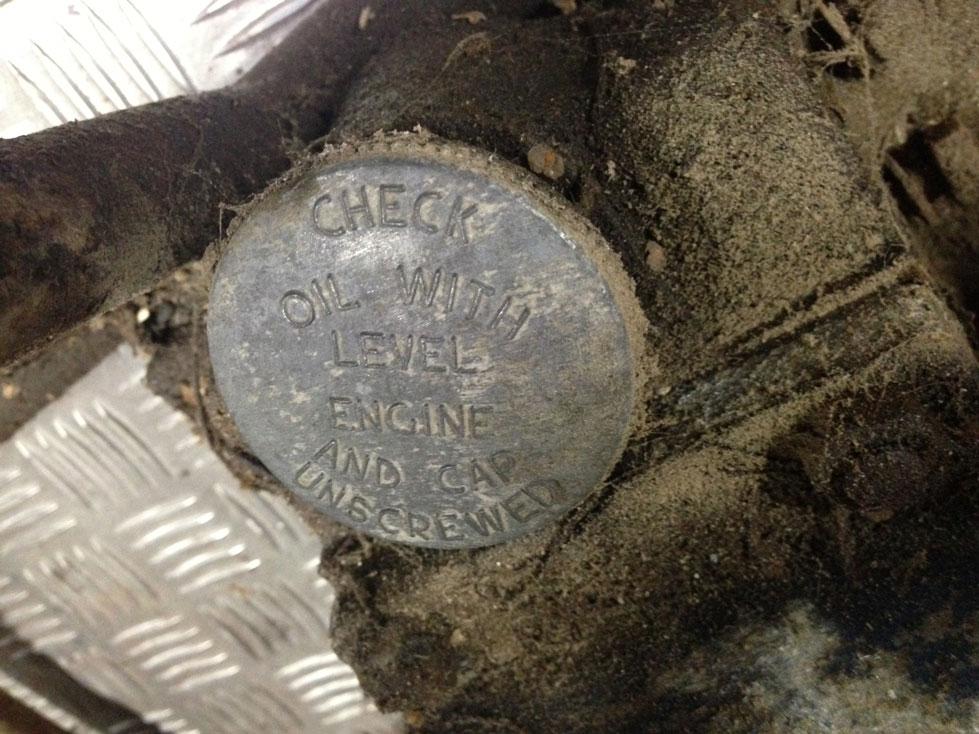 CHECK
OIL WITH
LEVEL
ENGINE
AND CAP
UNSCREWED